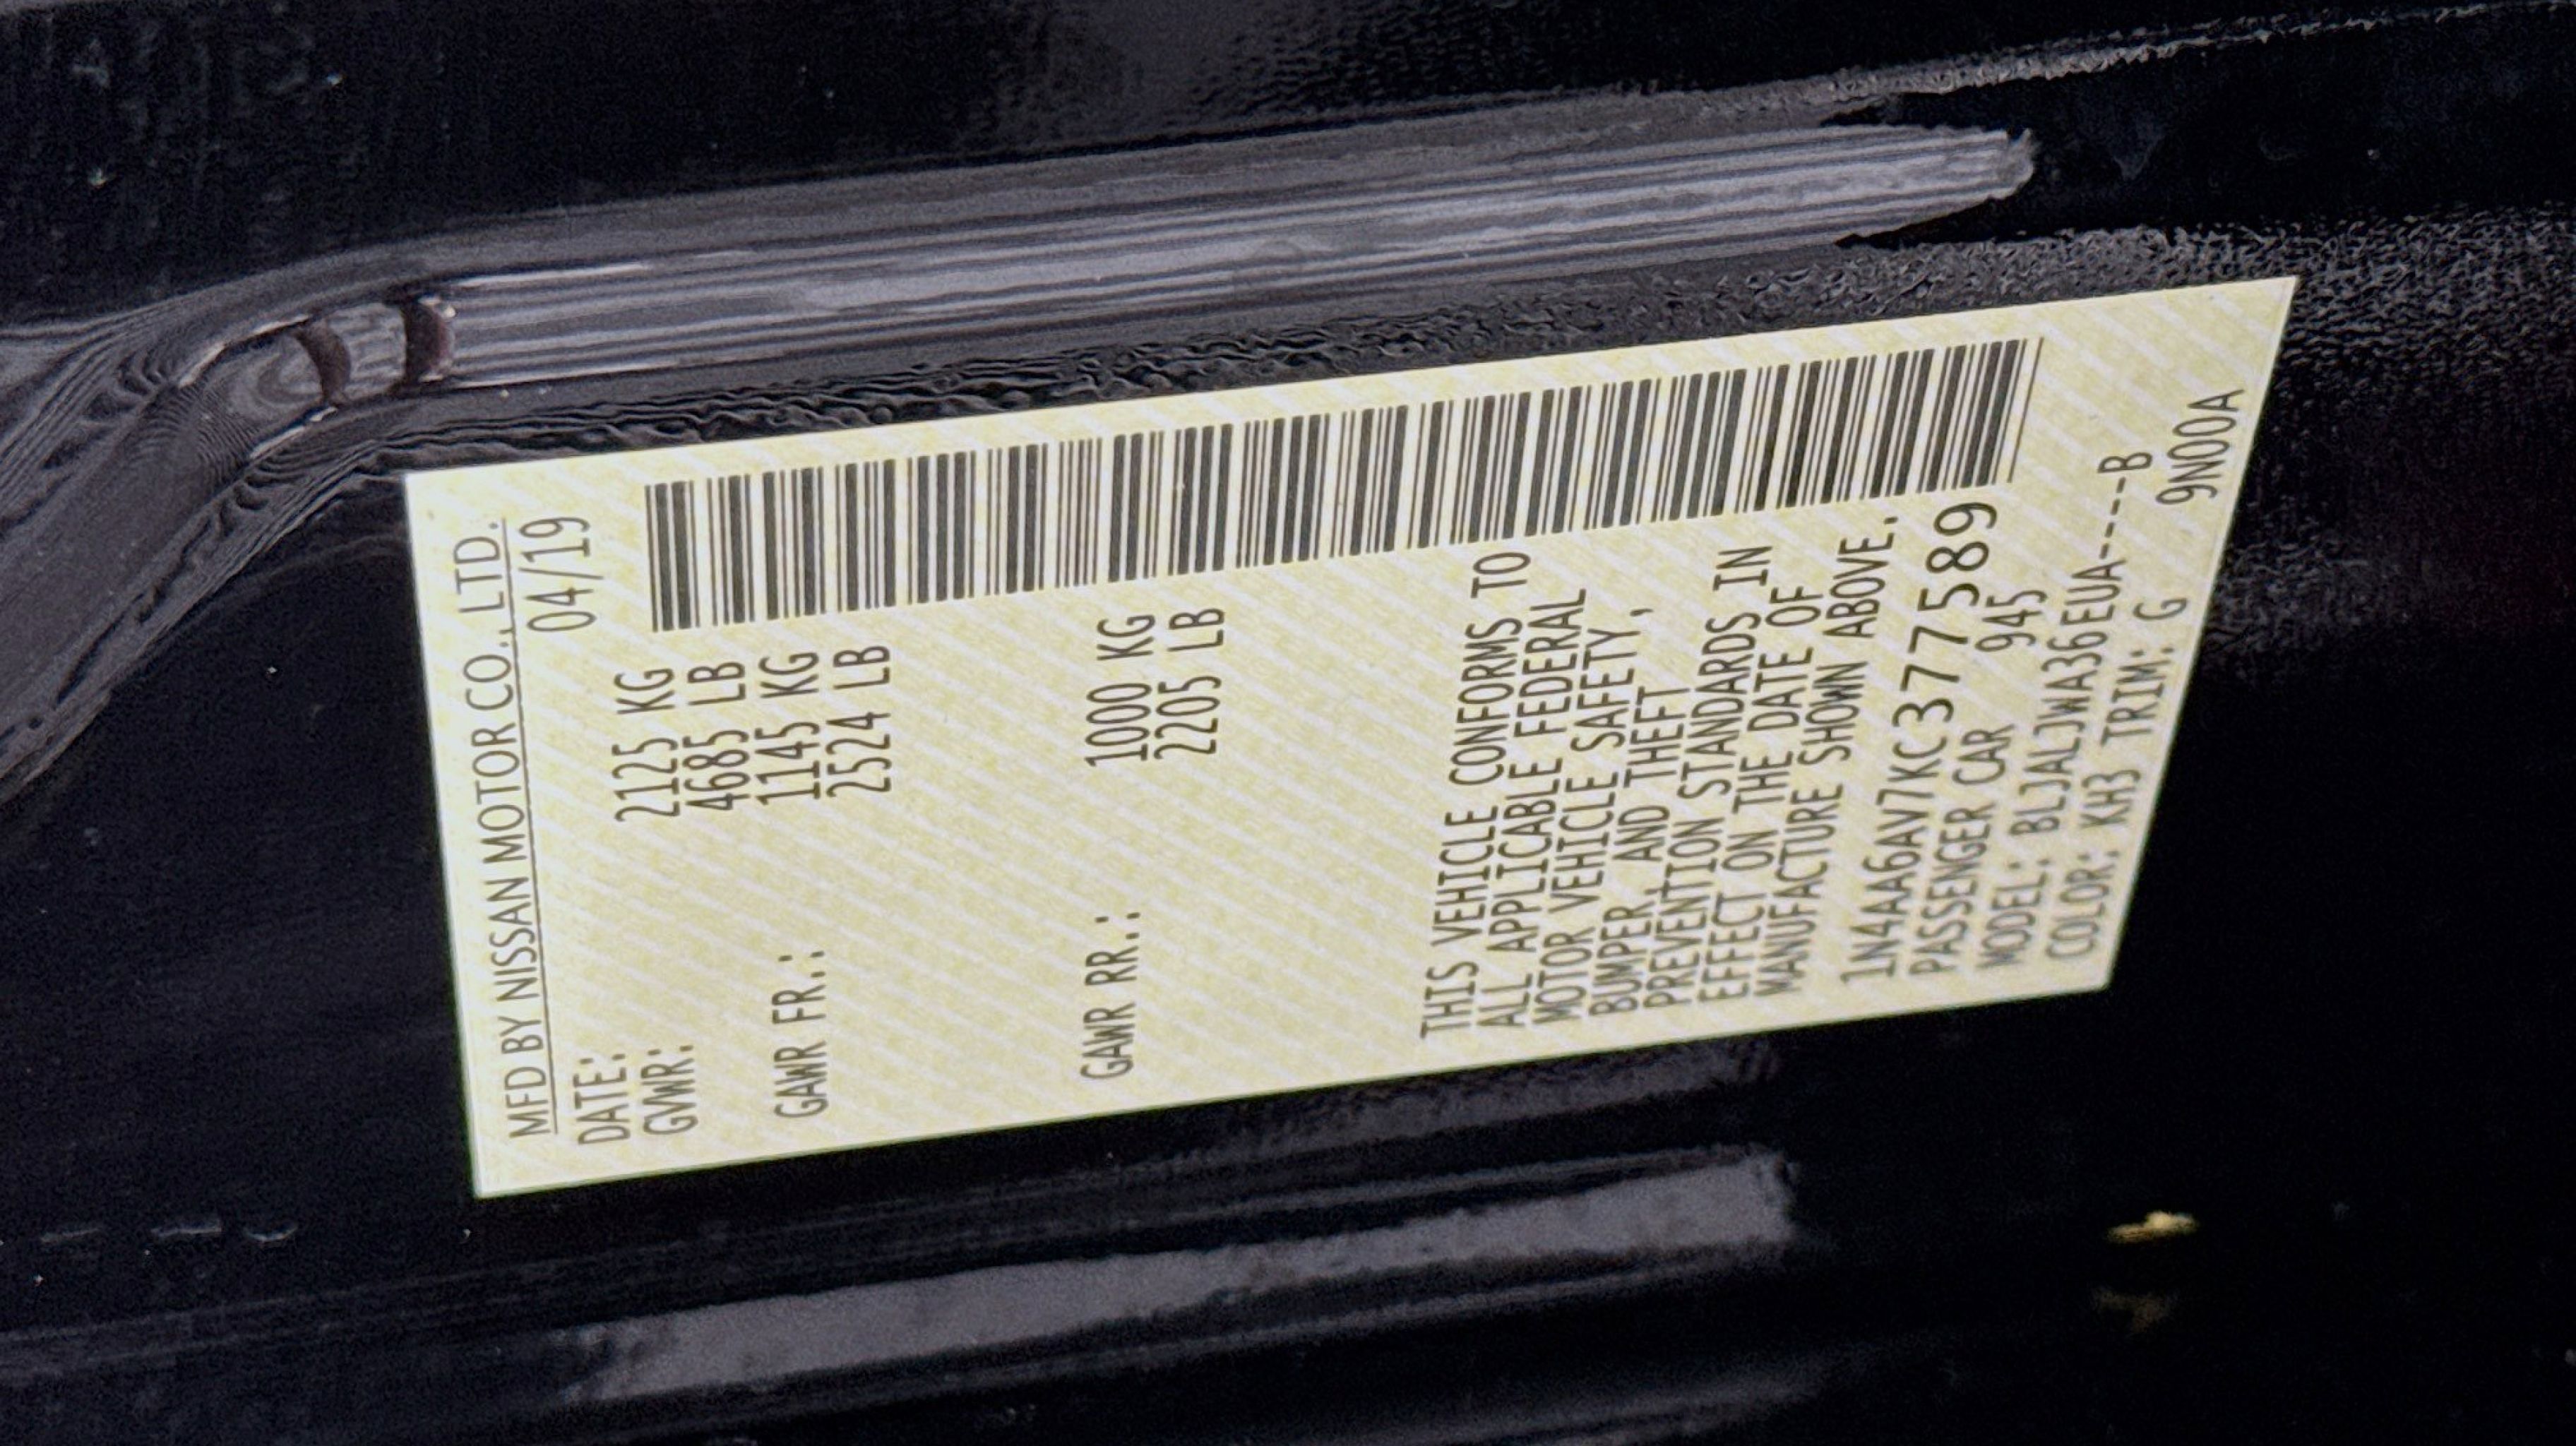 MFD BY NISSAN MOTOR CO., LTD.
DATE: 04/19
GVWR: 2125 KG
4685 LB
GAWR FR.: 1145 KG
2524 LB
GAWR RR.: 1000 KG
2205 LB
THIS VEHICLE CONFORMS TO
ALL APPLICABLE FEDERAL
MOTOR VEHICLE SAFETY,
BUMPER, AND THEFT
PREVENTION STANDARDS IN
EFFECT ON THE DATE OF
MANUFACTURE SHOWN ABOVE.
1N4AA6AV7KC377589
PASSENGER CAR 945
MODEL: BLJALJWA36EUA----B
COLOR: KH3 TRIM: G 9N00A